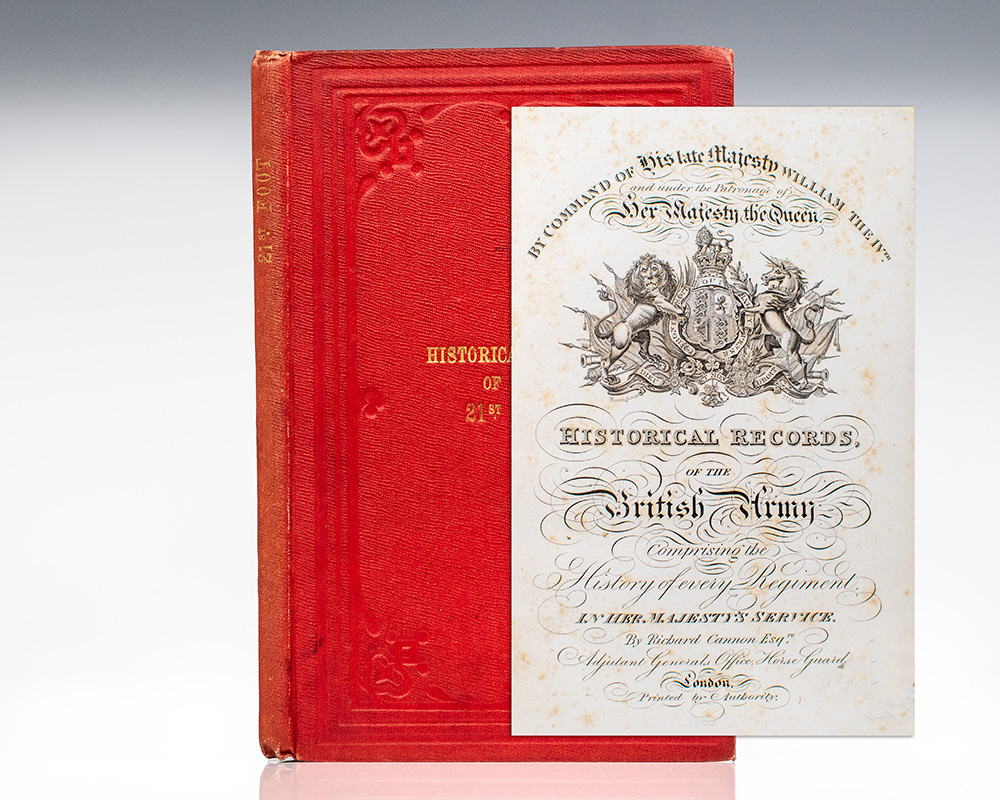 21ST FOOT
HISTORICA
OF
21ST
BY COMMAND OF His late Majesty WILLIAM THE IVTH
and under the Patronage of
Her Majesty the Queen
HISTORICAL RECORDS,
OF THE
British Army
Comprising the
History of every Regiment
IN HER MAJESTY'S SERVICE.
By Richard Cannon Esqre
Adjutant Generals Office, Horse Guards
London.
Printed by Authority.